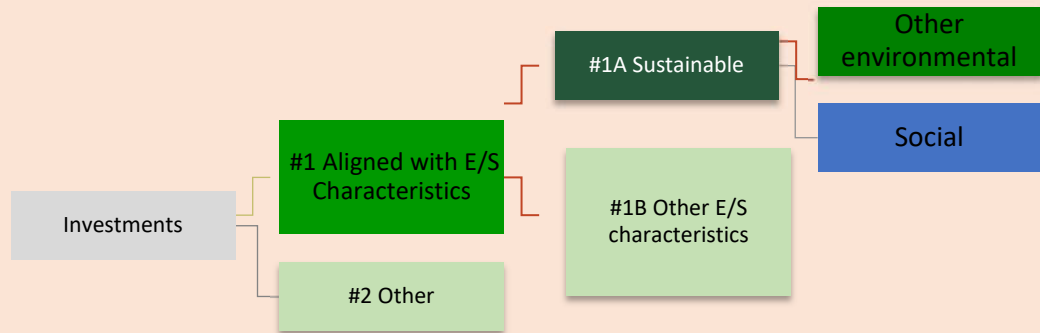 Other
environmental
#1A Sustainable
Social
#1 Aligned with E/S
Characteristics
#1B Other E/S
characteristics
Investments
#2 Other